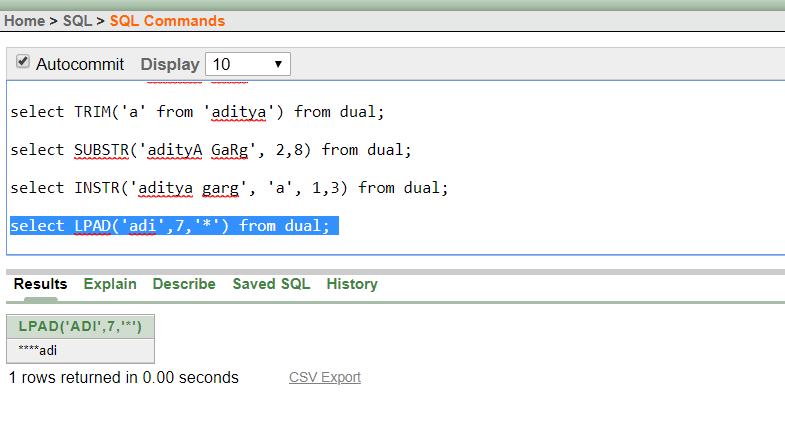 Home > SQL > SQL Commands
Autocommit Display 10
select TRIM('a' from 'aditya') from dual;
select SUBSTR('adityA GaRg', 2,8) from dual;
select INSTR('aditya garg', 'a', 1,3) from dual;
select LPAD('adi',7,'*') from dual;
Results Explain Describe Saved SQL History
LPAD('ADI',7,'*')
****adi
1 rows returned in 0.00 seconds CSV Export